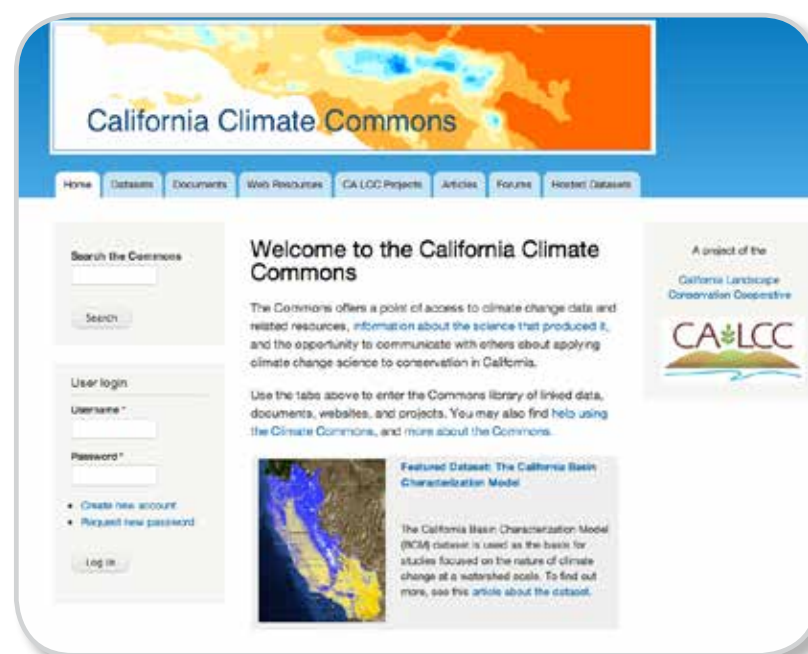 California Climate Commons
Home
Datasets
Documents
Web Resources
CA LCC Projects
Articles
Forums
Hosted Datasets
Search the Commons
Search
User login
Username *
Password *
Create new account
Request new password
Log in
Welcome to the California Climate
Commons
The Commons offers a point of access to climate change data and
related resources, information about the science that produced it,
and the opportunity to communicate with others about applying
climate change science to conservation in California.
Use the tabs above to enter the Commons library of linked data,
documents, websites, and projects. You may also find help using
the Climate Commons, and more about the Commons.
Featured Dataset: The California Basin
Characterization Model
The California Basin Characterization Model
(BCM) dataset is used as the basis for
studies focused on the nature of climate
change at a watershed scale. To find out
more, see this article about the dataset.
A project of the
California Landscape
Conservation Cooperative
CA LCC